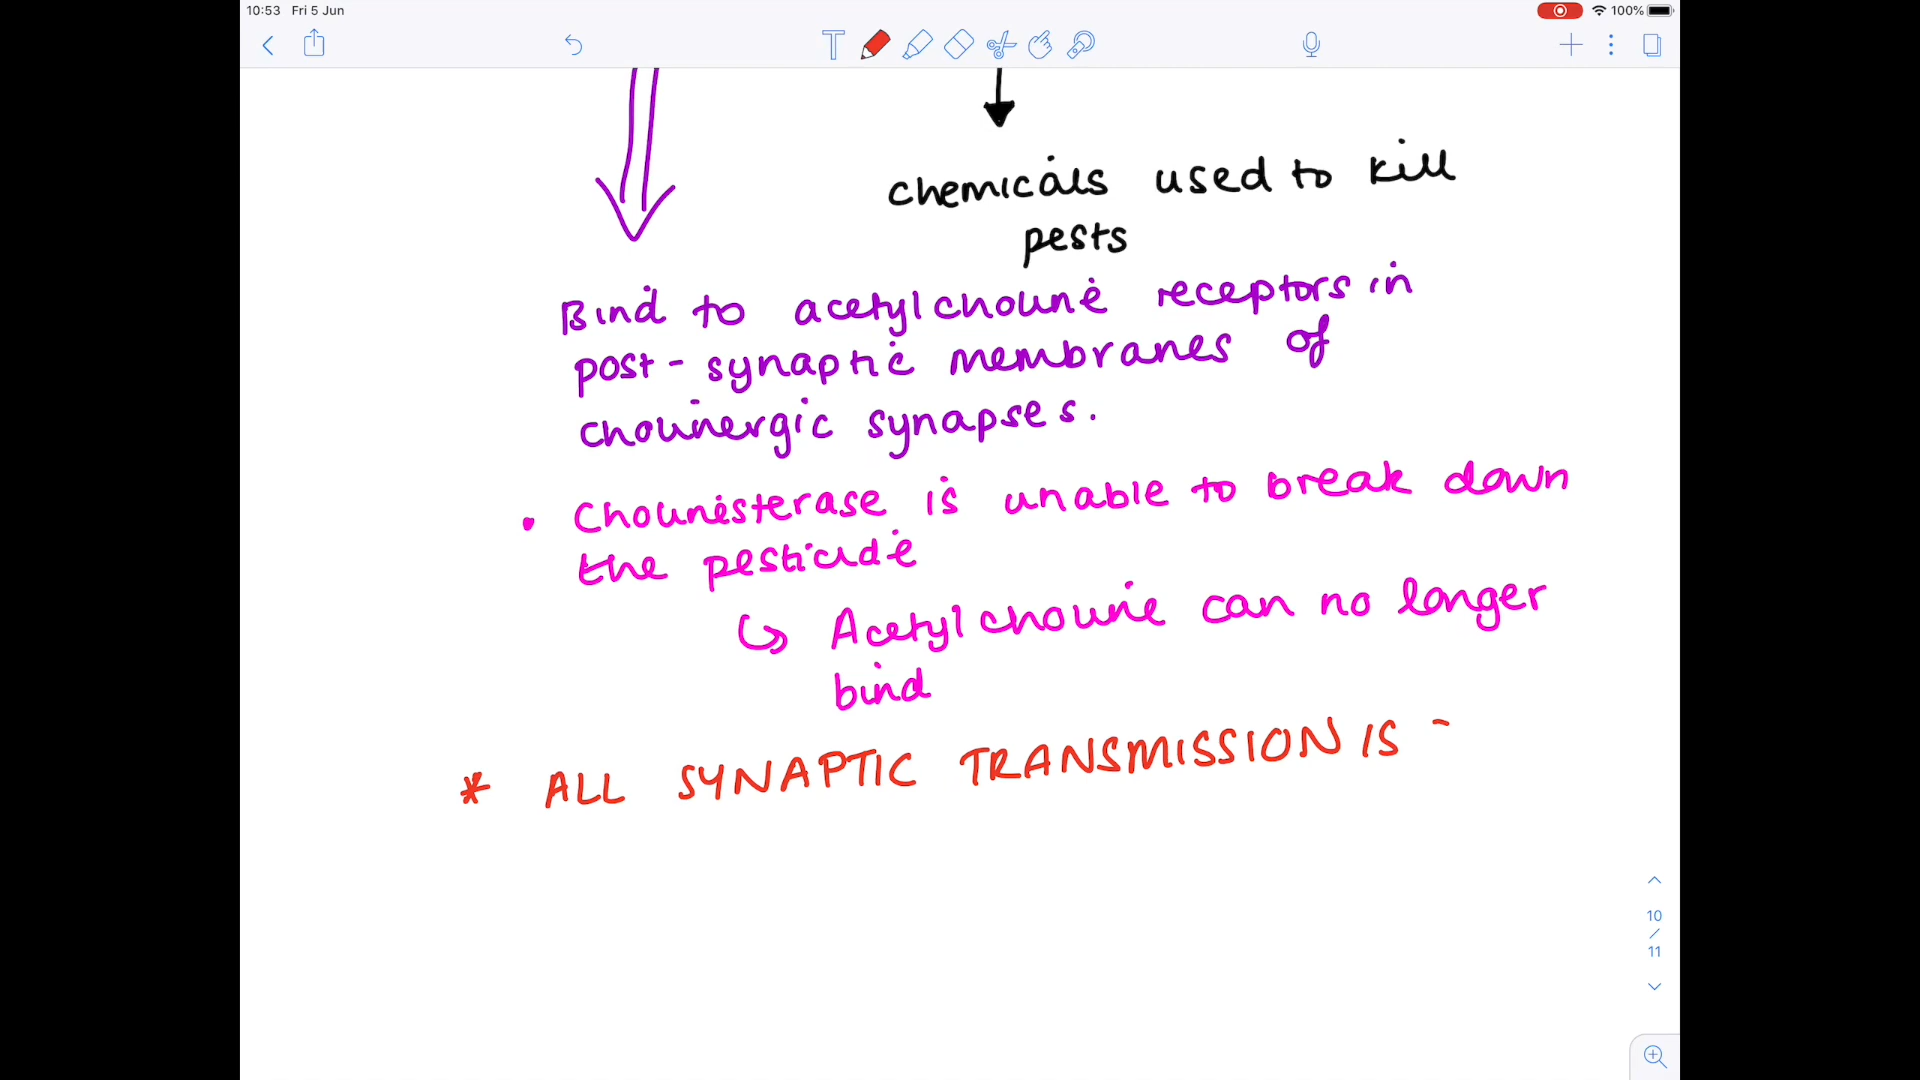 10:53 Fri 5 Jun
100%
T
chemicals used to kill
pests
Bind to acetylcholine receptors in
post-synaptic membranes of
cholinergic synapses.
• Cholinesterase is unable to break down
the pesticide
↳ Acetylcholine can no longer
bind
* ALL SYNAPTIC TRANSMISSION IS -
10
/
11